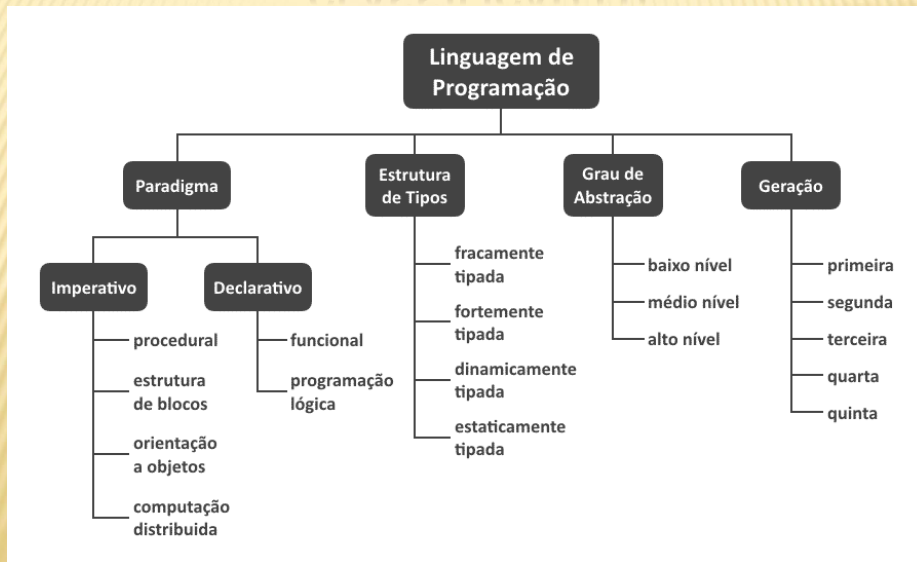 Linguagem de
Programação
Paradigma
Estrutura
de Tipos
Grau de
Abstração
Geração
Imperativo
Declarativo
procedural
estrutura
de blocos
orientação
a objetos
computação
distribuida
funcional
programação
lógica
fracamente
tipada
fortemente
tipada
dinamicamente
tipada
estaticamente
tipada
baixo nível
médio nível
alto nível
primeira
segunda
terceira
quarta
quinta